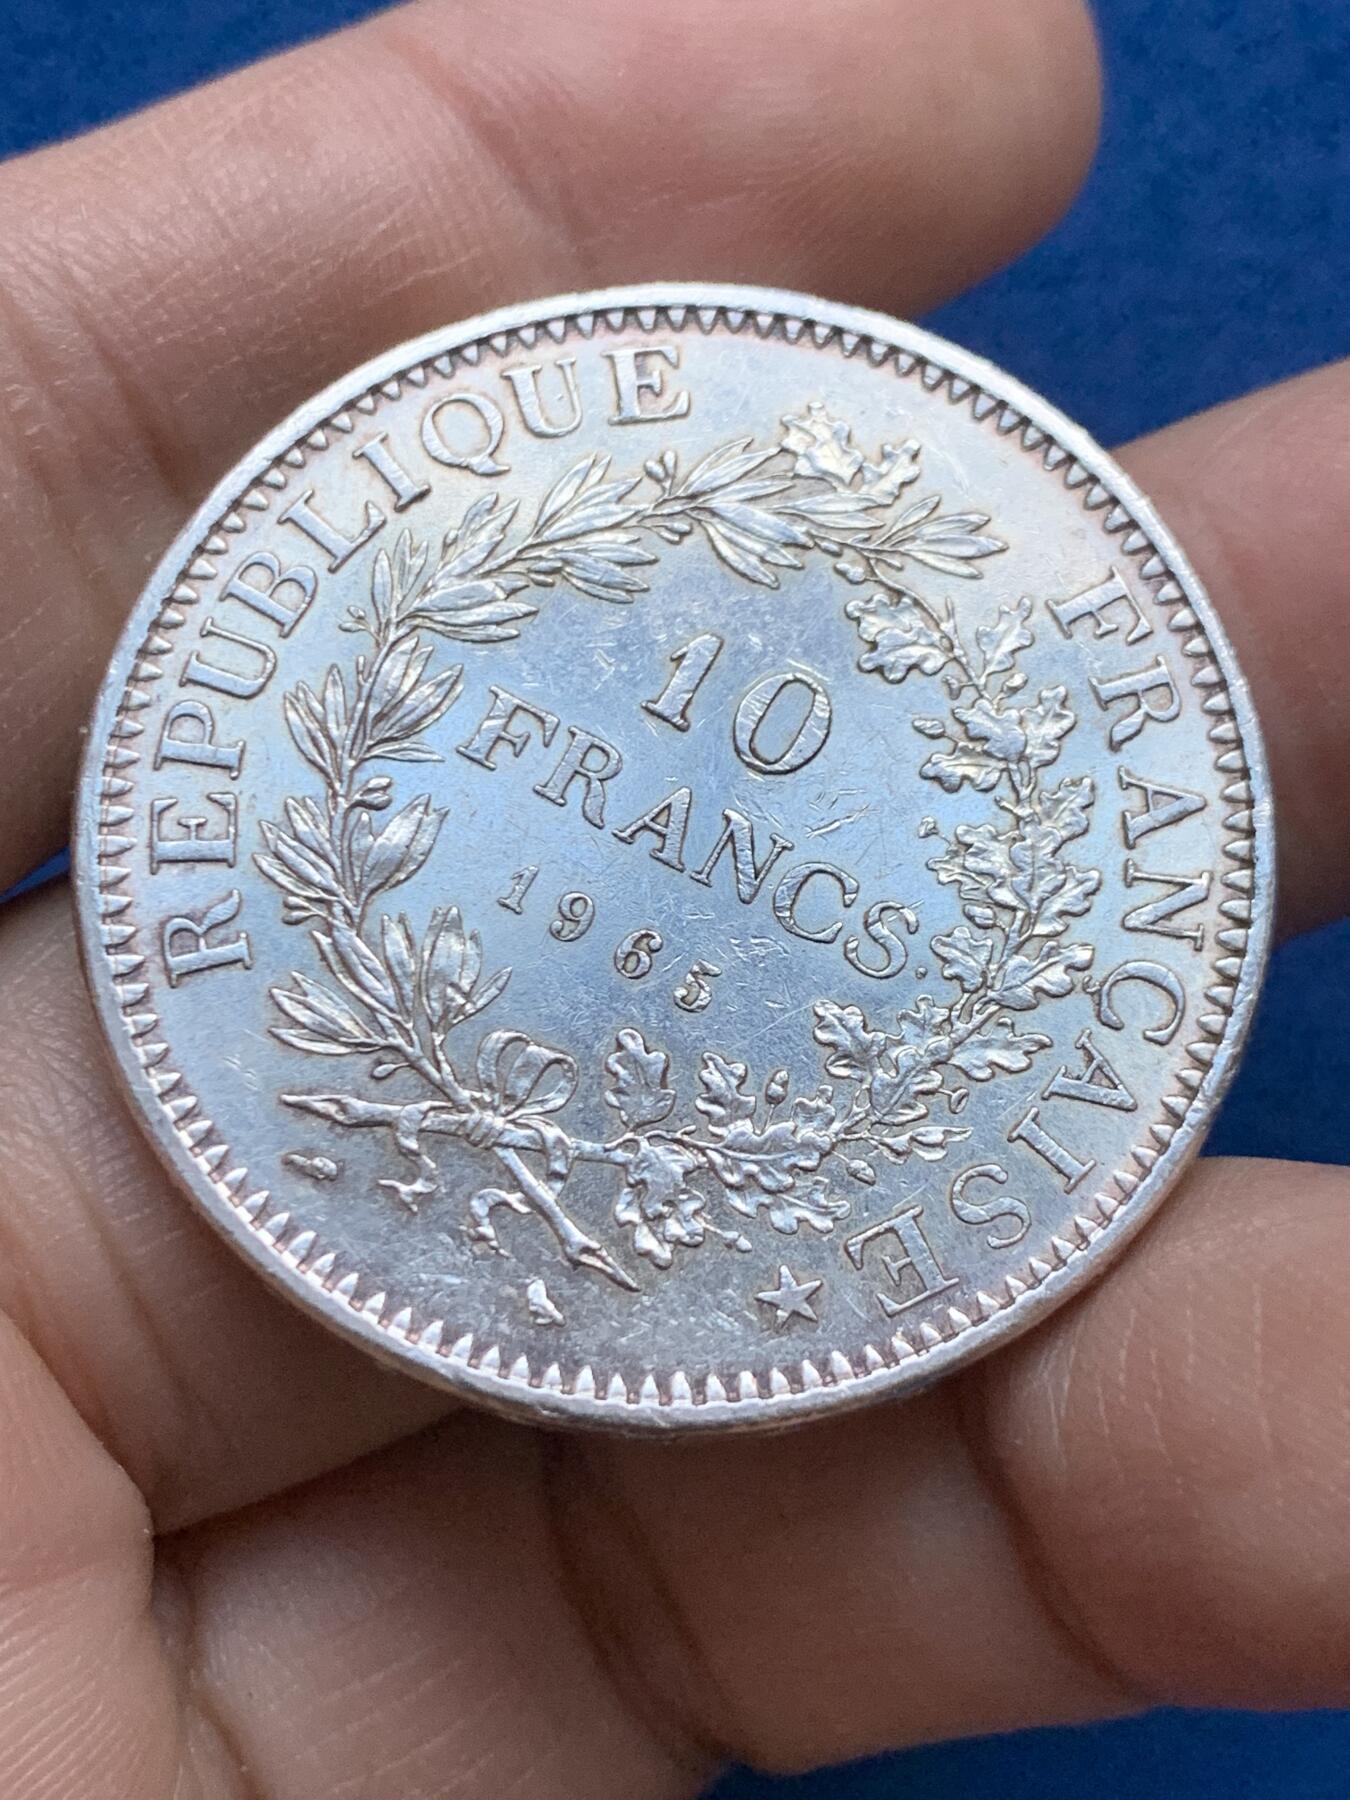 REPUBLIQUE FRANÇAISE
10
FRANCS.
1965